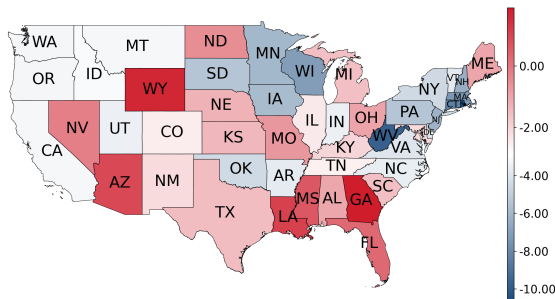 WA
MT
ND
MN
ME
OR
ID
SD
WI
MI
NY
VT
NH
MA
CT
WY
IA
PA
NJ
NE
NV
UT
CO
IL
IN
OH
WV
VA
DE
CA
KS
MO
KY
AZ
NM
OK
AR
TN
NC
SC
TX
LA
MS
AL
GA
FL
0.00
-2.00
-4.00
-6.00
-8.00
-10.00